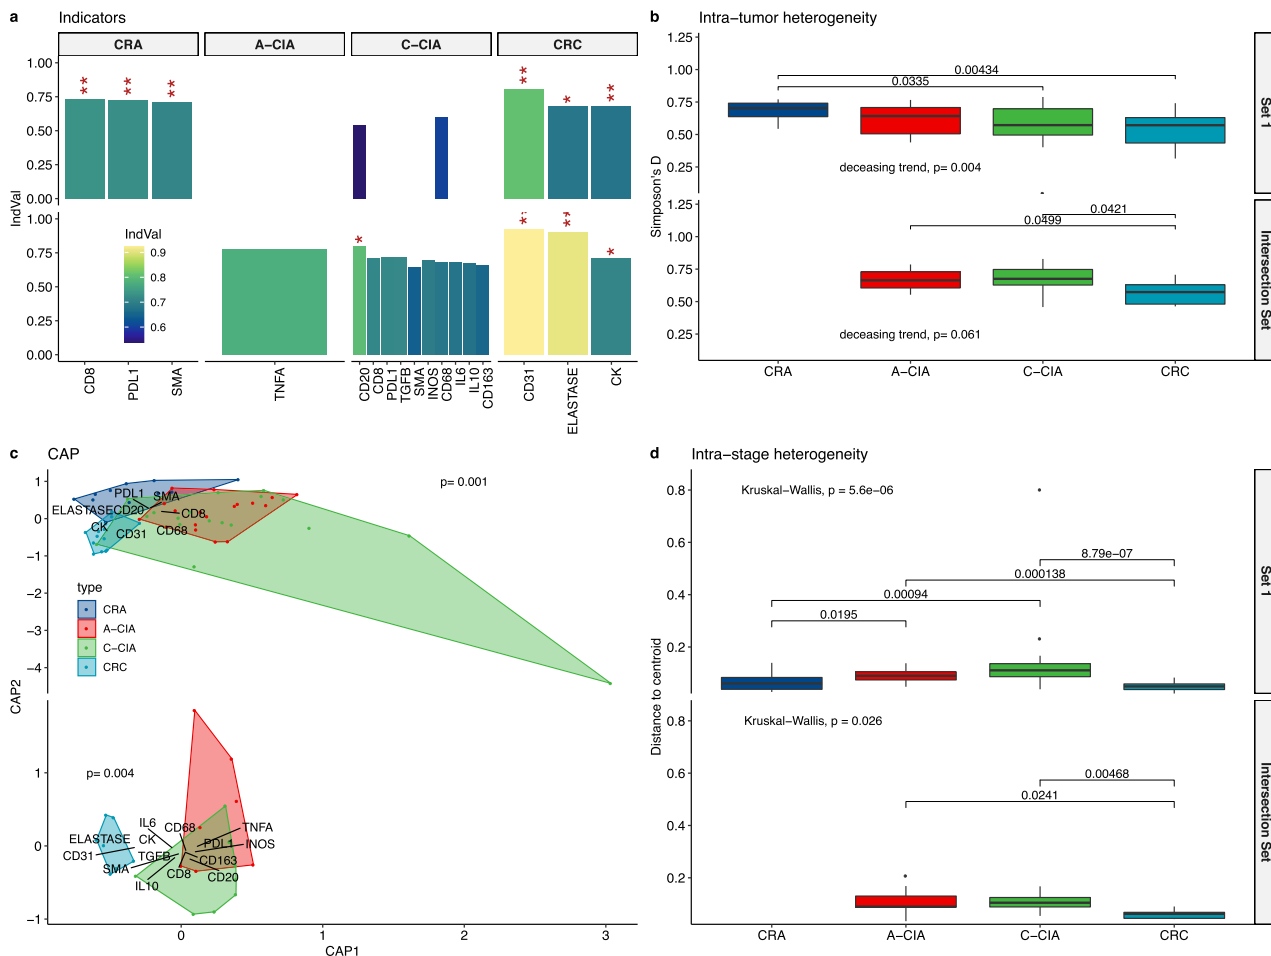 a Indicators
CRA A−CIA C−CIA CRC
IndVal
1.00
0.75
0.50
0.25
0.00
** ** ** ** * **
1.00
0.75
0.50
0.25
0.00
* ** ** *
IndVal
0.9
0.8
0.7
0.6
CD8 PDL1 SMA TNFA CD20 CD8 PDL1 TGFB SMA INOS CD68 IL6 IL10 CD163 CD31 ELASTASE CK
b Intra−tumor heterogeneity
Simposon's D
1.25
1.00
0.75
0.50
0.25
0.00434
0.0335
deceasing trend, p= 0.004
Set 1
1.25
1.00
0.75
0.50
0.25
0.0421
0.0499
deceasing trend, p= 0.061
Intersection Set
CRA A−CIA C−CIA CRC
c CAP
CAP2
1
0
−1
−2
−3
−4
p= 0.001
PDL1 SMA
ELASTASE CD20 CD8
CK CD31 CD68
type
CRA
A−CIA
C−CIA
CRC
1
0
−1
p= 0.004
IL6 CD68 TNFA
ELASTASE CK PDL1 INOS
CD31 TGFB CD163
SMA CD8 CD20
IL10
0 1 2 3
CAP1
d Intra−stage heterogeneity
Distance to centroid
0.8
0.6
0.4
0.2
Kruskal−Wallis, p = 5.6e−06
8.79e−07
0.000138
0.00094
0.0195
Set 1
0.8
0.6
0.4
0.2
Kruskal−Wallis, p = 0.026
0.00468
0.0241
Intersection Set
CRA A−CIA C−CIA CRC